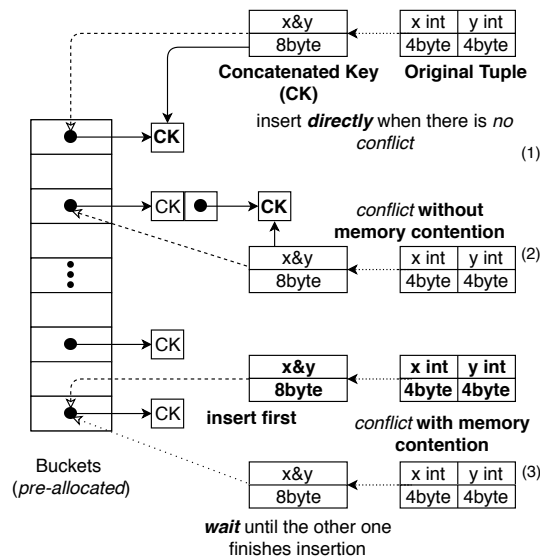 x&y
x int y int
8byte
4byte 4byte
Concatenated Key
(CK)
Original Tuple
insert directly when there is no
conflict
(1)
CK
CK
CK
conflict without
memory contention
x&y
x int y int
(2)
8byte
4byte 4byte
CK
x&y
x int y int
8byte
4byte 4byte
CK
insert first
conflict with memory
contention
Buckets
(pre-allocated)
x&y
x int y int
(3)
8byte
4byte 4byte
wait until the other one
finishes insertion